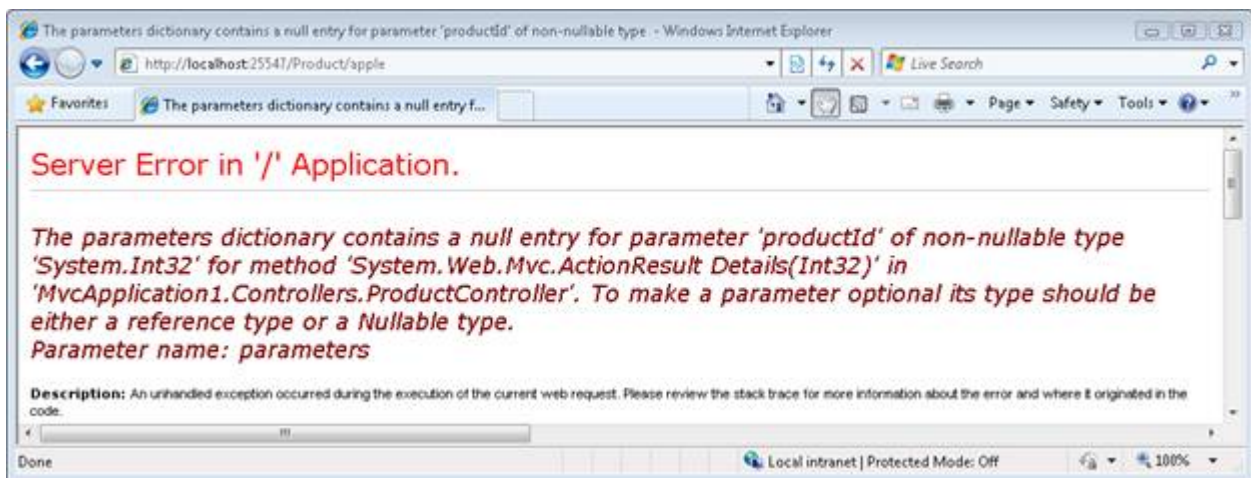 The parameters dictionary contains a null entry for parameter 'productId' of non-nullable type - Windows Internet Explorer
http://localhost:25547/Product/apple
Live Search
Favorites
The parameters dictionary contains a null entry f...
Page
Safety
Tools
Server Error in '/' Application.
The parameters dictionary contains a null entry for parameter 'productId' of non-nullable type
'System.Int32' for method 'System.Web.Mvc.ActionResult Details(Int32)' in
'MvcApplication1.Controllers.ProductController'. To make a parameter optional its type should be
either a reference type or a Nullable type.
Parameter name: parameters
Description: An unhandled exception occurred during the execution of the current web request. Please review the stack trace for more information about the error and where it originated in the
code.
Done
Local intranet | Protected Mode: Off
100%